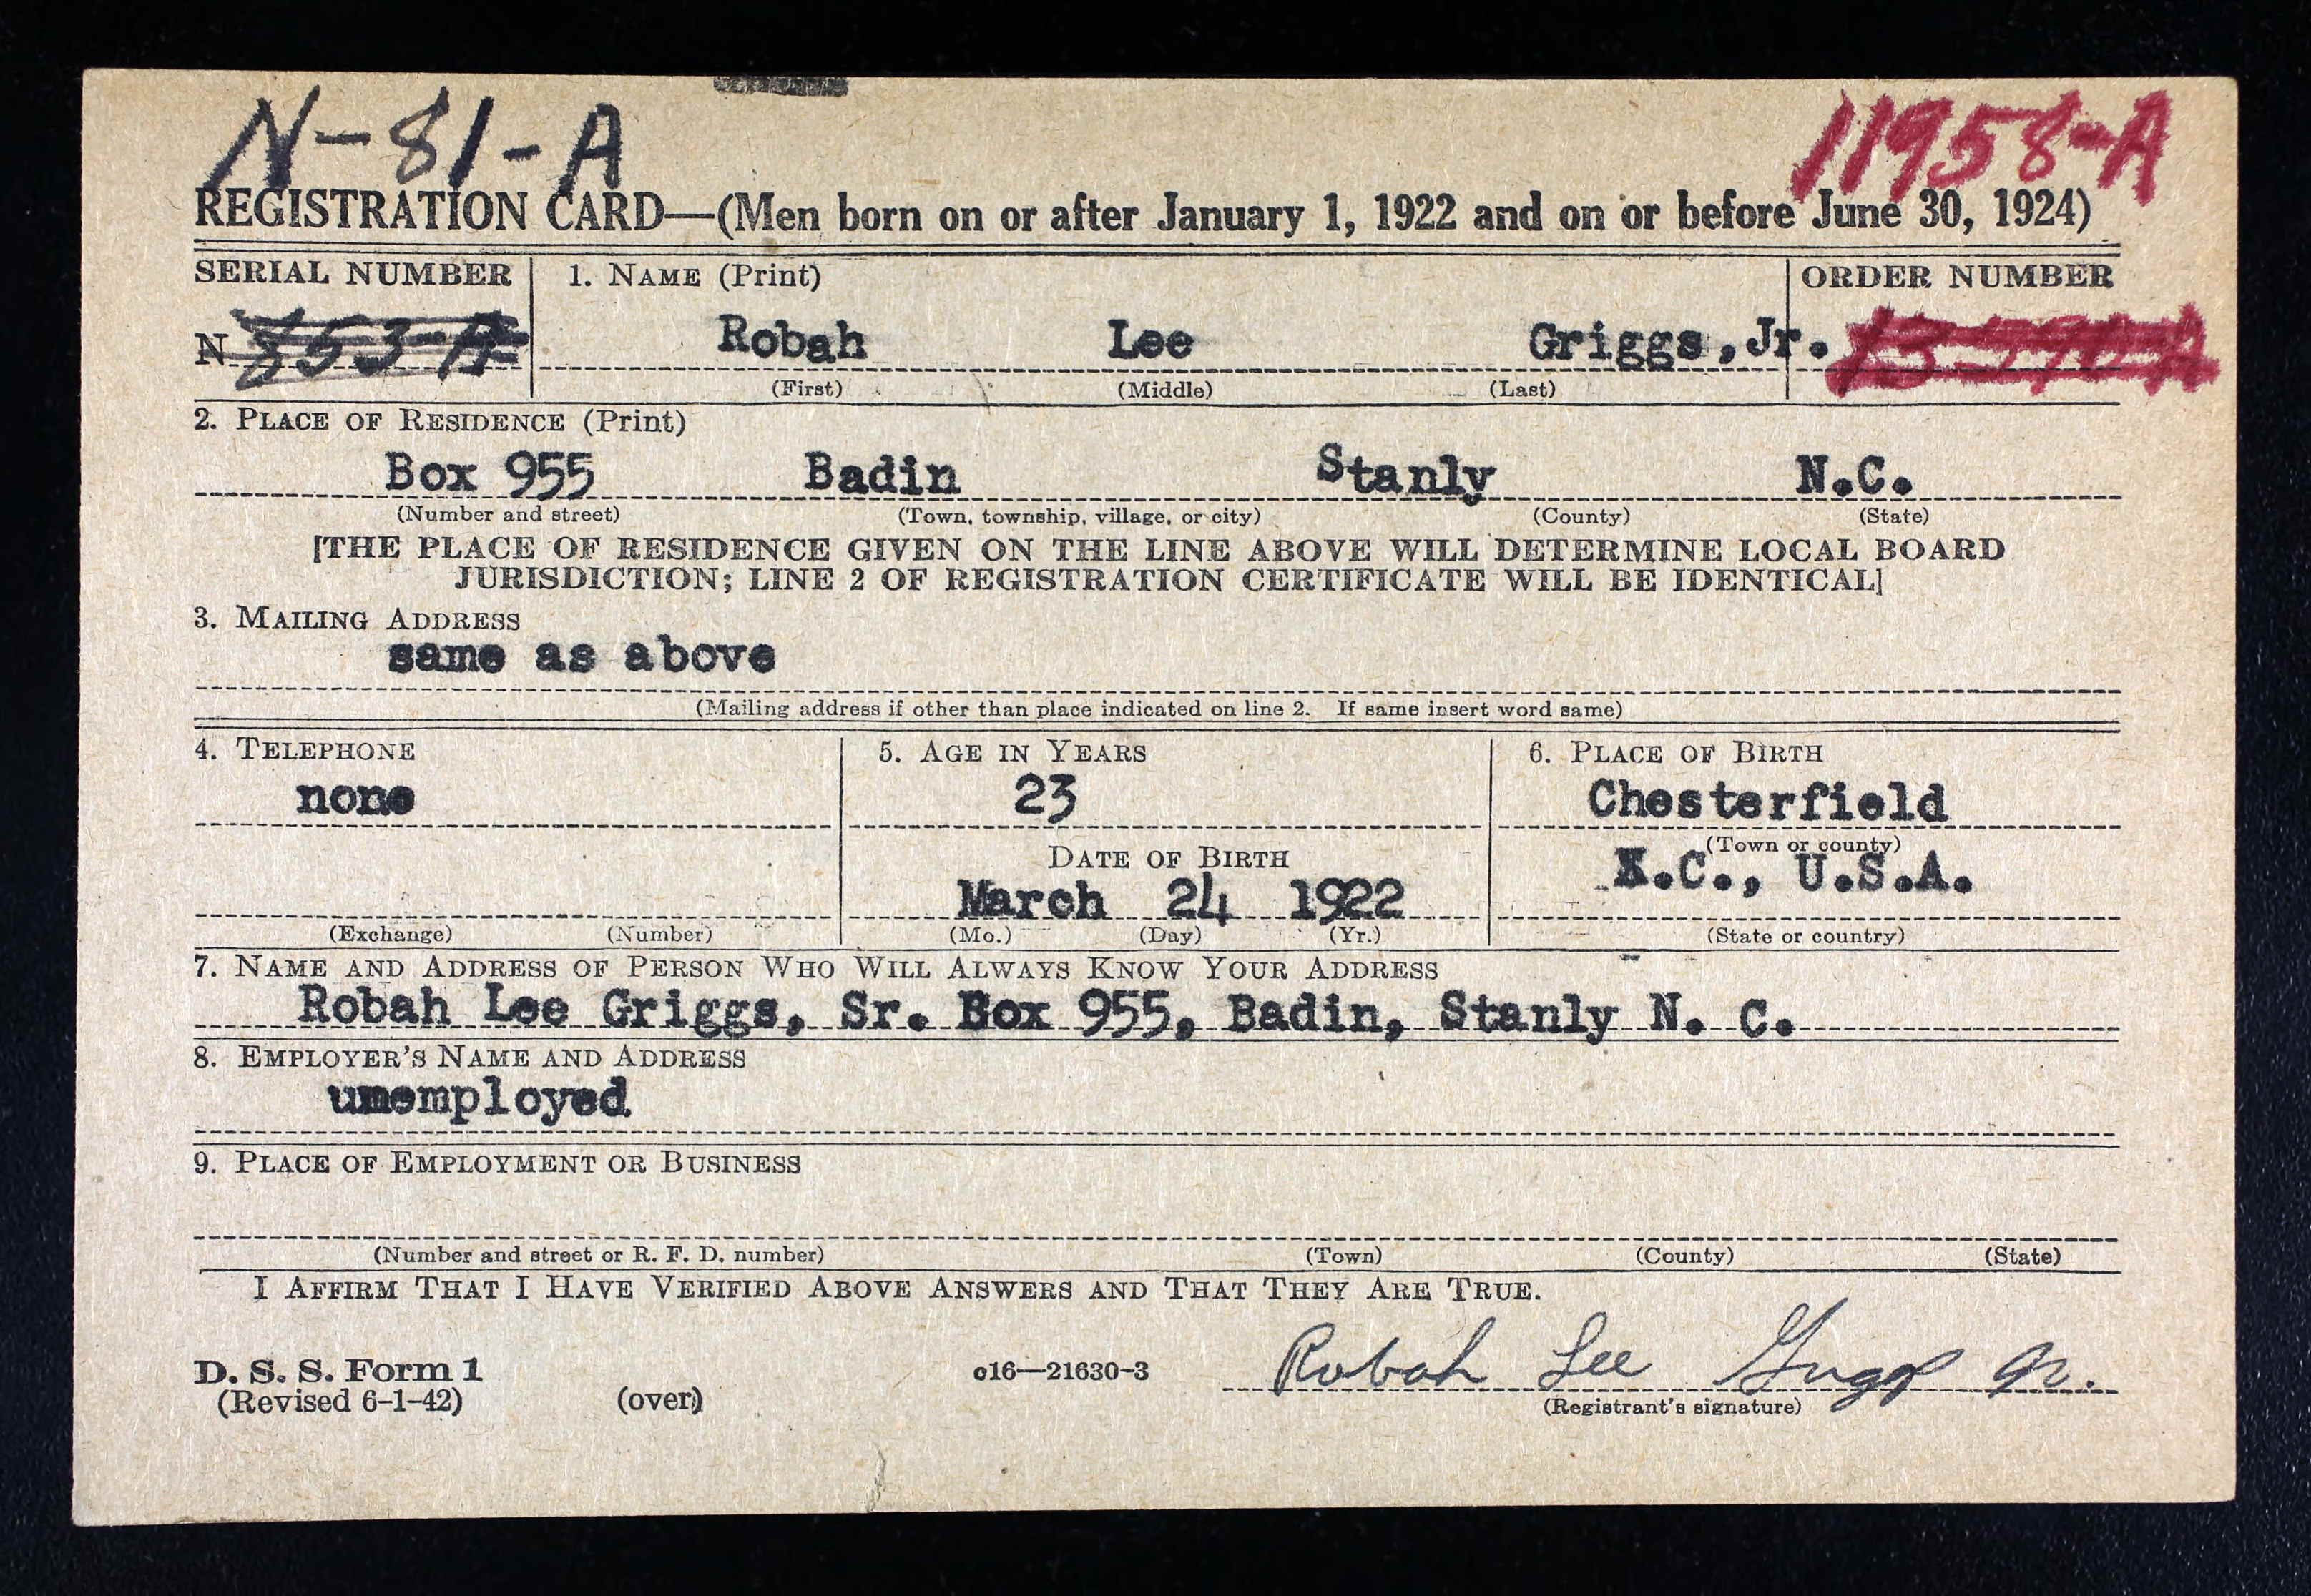 N-81-A
11958-A
REGISTRATION CARD—(Men born on or after January 1, 1922 and on or before June 30, 1924)
SERIAL NUMBER
1. NAME (Print)
ORDER NUMBER
N 853-A
Robah Lee Griggs, Jr.
(First) (Middle) (Last)
2. PLACE OF RESIDENCE (Print)
Box 955 Badin Stanly N.C.
(Number and street) (Town, township, village, or city) (County) (State)
[THE PLACE OF RESIDENCE GIVEN ON THE LINE ABOVE WILL DETERMINE LOCAL BOARD
JURISDICTION; LINE 2 OF REGISTRATION CERTIFICATE WILL BE IDENTICAL]
3. MAILING ADDRESS
same as above
(Mailing address if other than place indicated on line 2. If same insert word same)
4. TELEPHONE
5. AGE IN YEARS
6. PLACE OF BIRTH
none
23
Chesterfield
(Town or county)
DATE OF BIRTH
U.S.A.
March 24 1922
(Exchange) (Number)
(Mo.) (Day) (Yr.)
(State or country)
7. NAME AND ADDRESS OF PERSON WHO WILL ALWAYS KNOW YOUR ADDRESS
Robah Lee Griggs, Sr. Box 955, Badin, Stanly N. C.
8. EMPLOYER'S NAME AND ADDRESS
unemployed
9. PLACE OF EMPLOYMENT OR BUSINESS
(Number and street or R. F. D. number) (Town) (County) (State)
I AFFIRM THAT I HAVE VERIFIED ABOVE ANSWERS AND THAT THEY ARE TRUE.
D. S. S. Form 1
(Revised 6-1-42)
(over)
c16—21630-3
Robah Lee Griggs Jr.
(Registrant's signature)